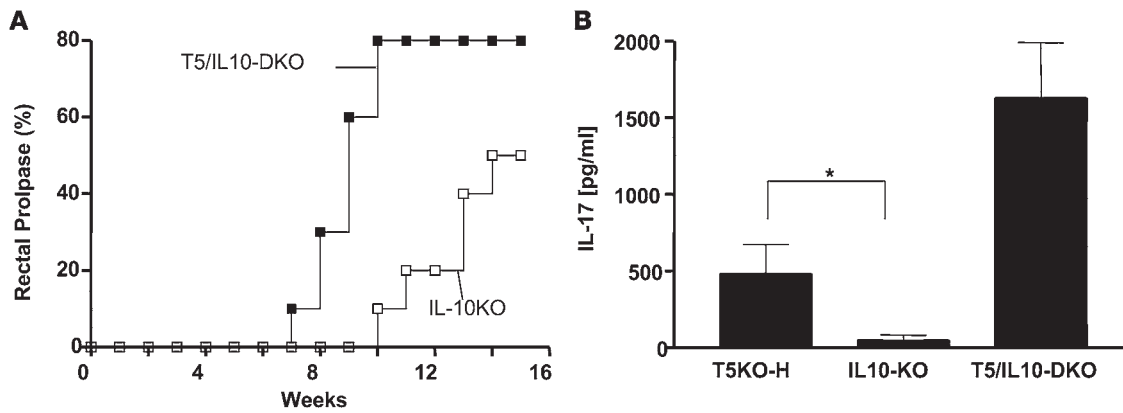 A
80
60
40
20
0
Rectal Prolpase (%)
T5/IL10-DKO
IL-10KO
0 4 8 12 16
Weeks
B
2000
1500
1000
500
0
IL-17 [pg/ml]
*
T5KO-H IL10-KO T5/IL10-DKO